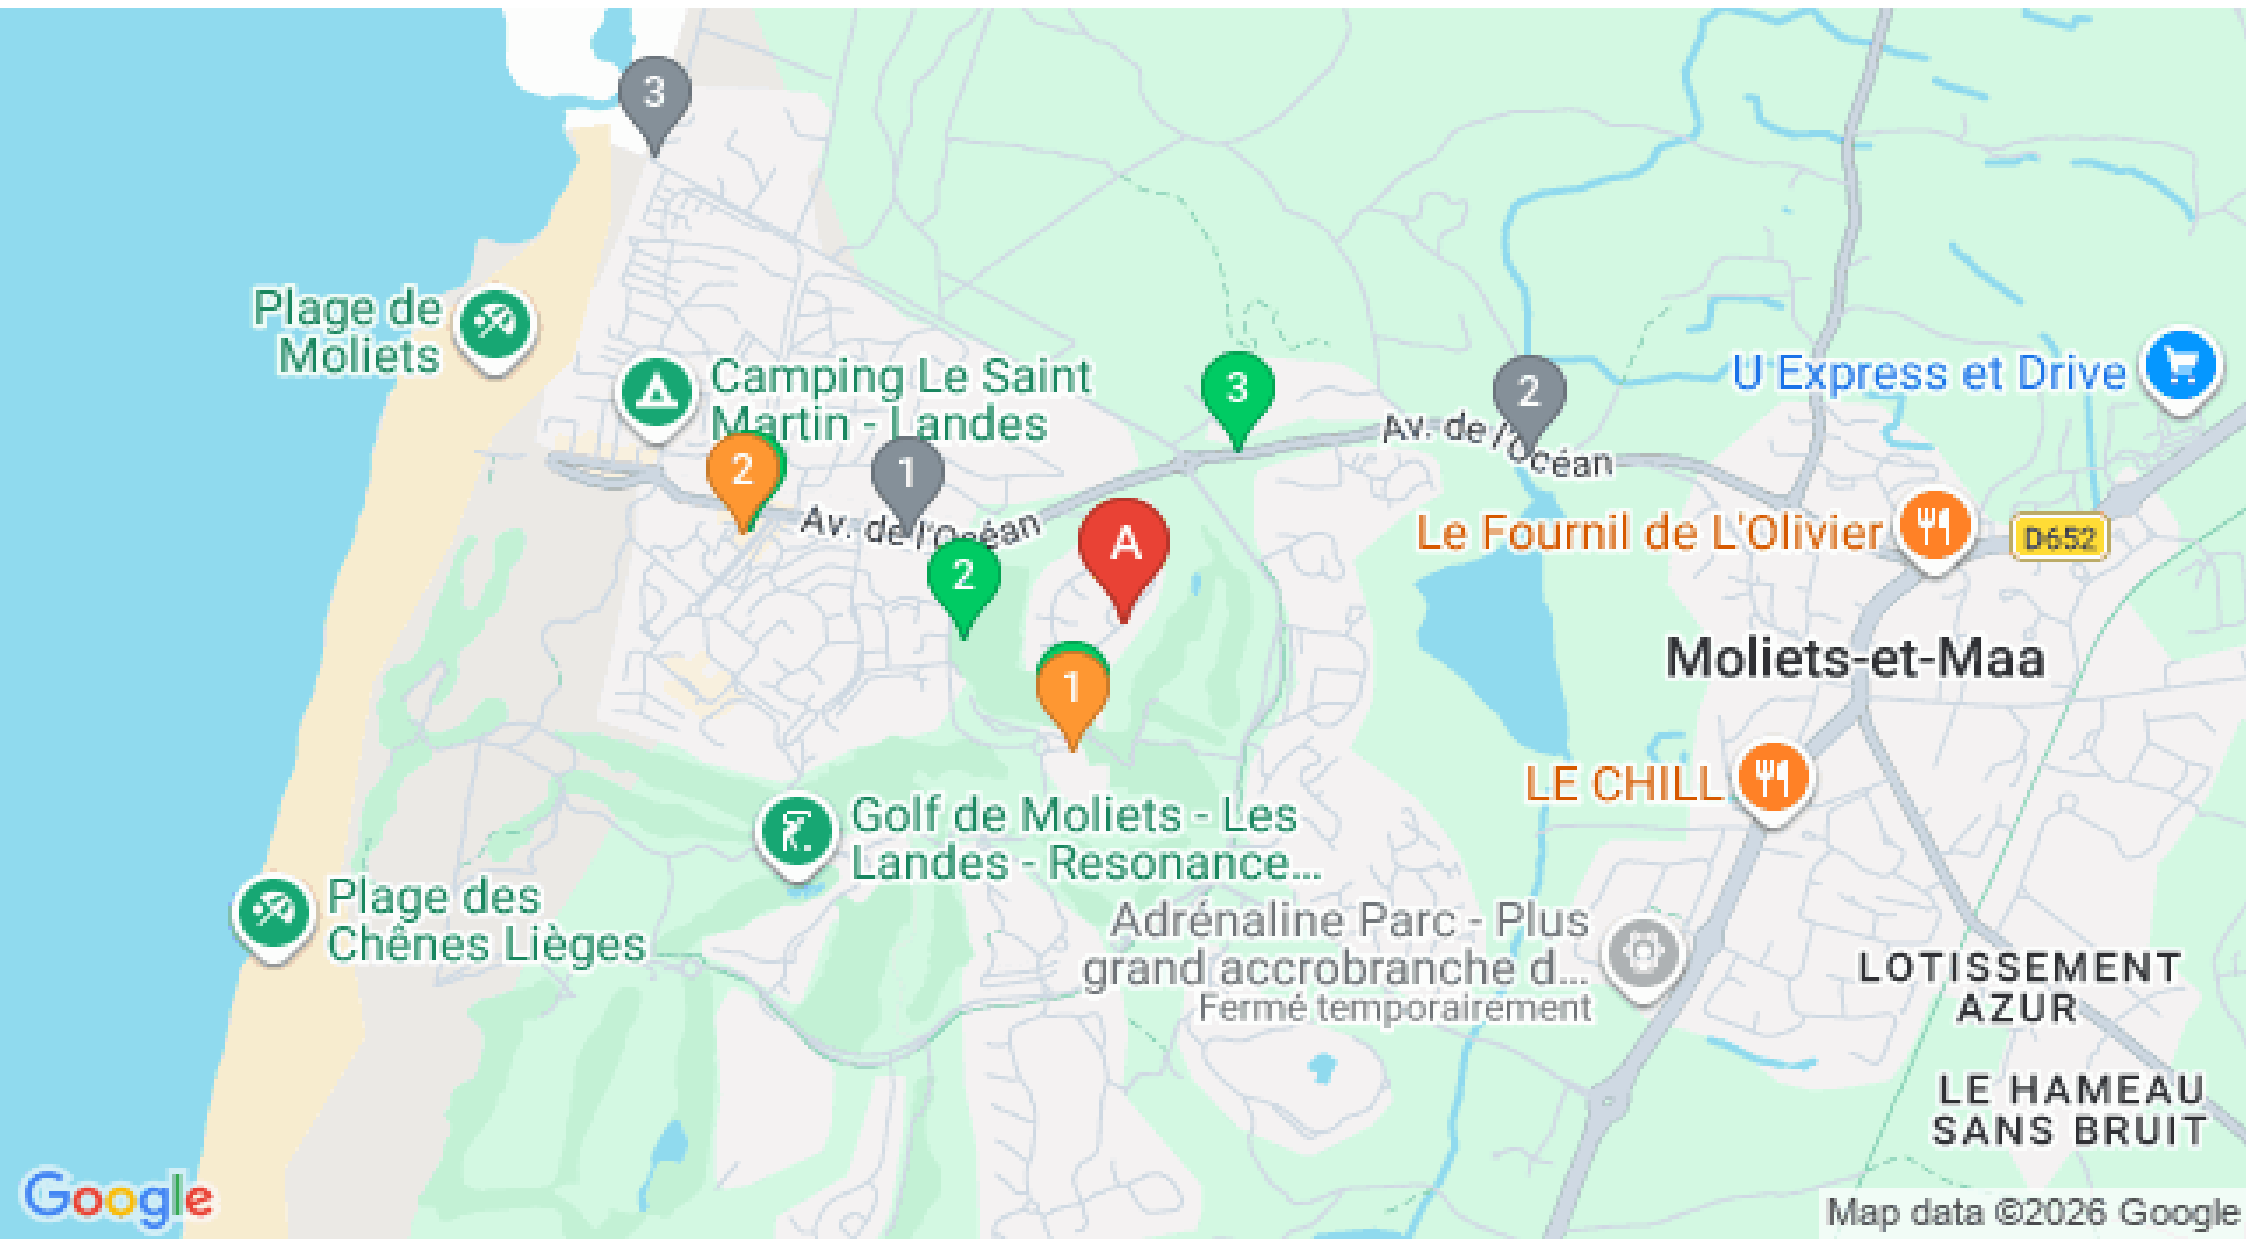 3
Plage de
Moliets
Camping Le Saint
Martin - Landes
3
2
U Express et Drive
2
1
Av. de l'Océan
Av. de l'Océan
A
Le Fournil de L'Olivier
D652
2
1
Moliets-et-Maa
LE CHILL
Golf de Moliets - Les
Landes - Resonance...
Plage des
Chênes Lièges
Adrénaline Parc - Plus
grand accrobranche d...
Fermé temporairement
LOTISSEMENT
AZUR
LE HAMEAU
SANS BRUIT
Google
Map data ©2026 Google